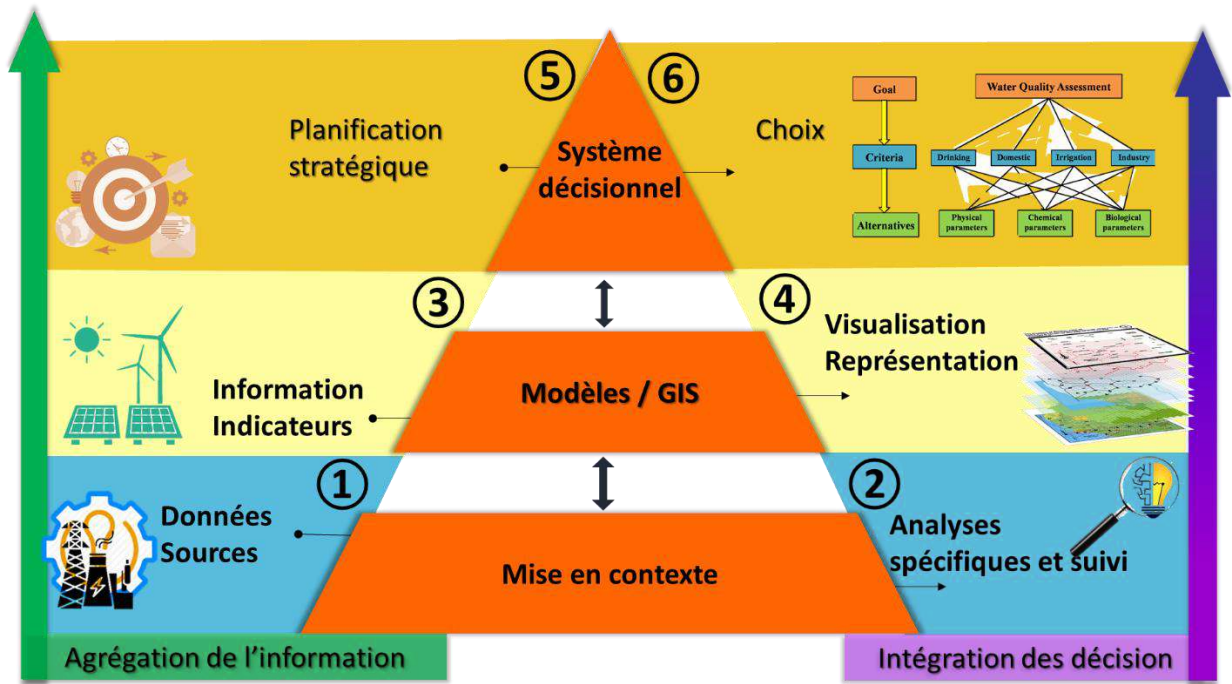 ⑤
⑥
Planification
stratégique
Système
décisionnel
Choix
Goal
Criteria
Alternatives
Water Quality Assessment
Drinking
Domestic
Irrigation
Industry
Physical
parameters
Chemical
parameters
Biological
parameters
③
④
Information
Indicateurs
Modèles / GIS
Visualisation
Représentation
①
②
Données
Sources
Mise en contexte
Analyses
spécifiques et suivi
Agrégation de l'information
Intégration des décision